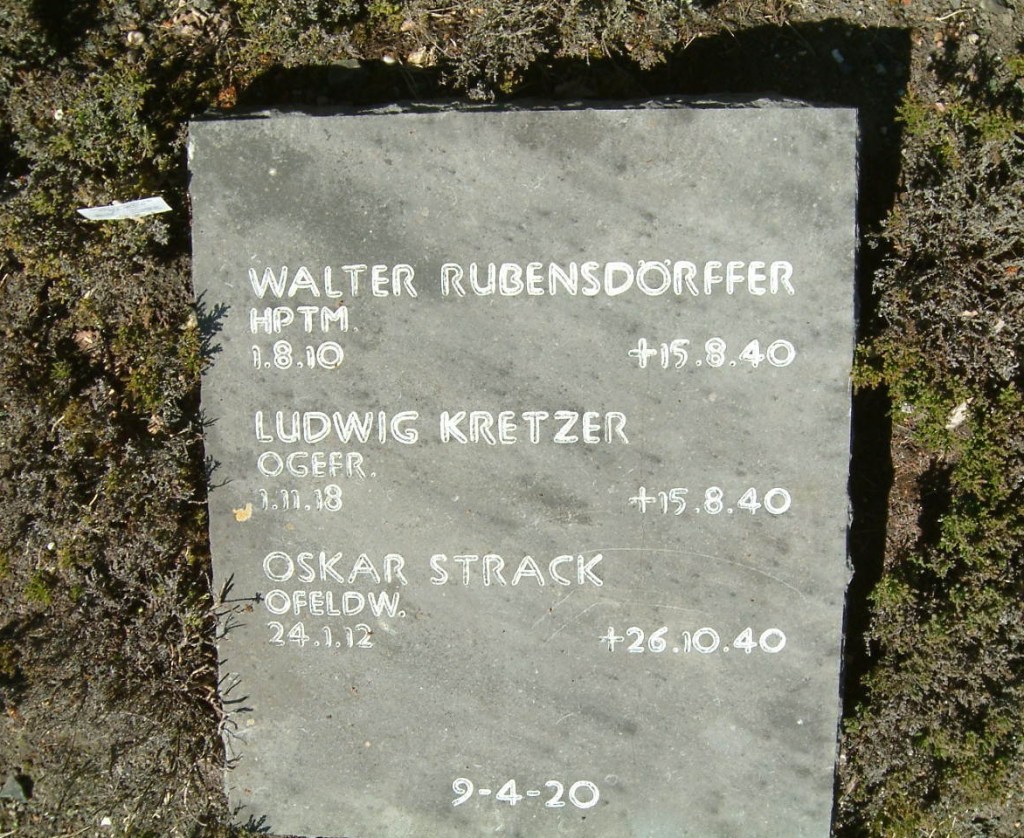 WALTER RUBENSDÖRFFER
HPTM.
1.8.10 +15.8.40
LUDWIG KRETZER
OGEFR.
1.11.18 +15.8.40
OSKAR STRACK
OFELDW.
24.1.12 +26.10.40
9-4-20